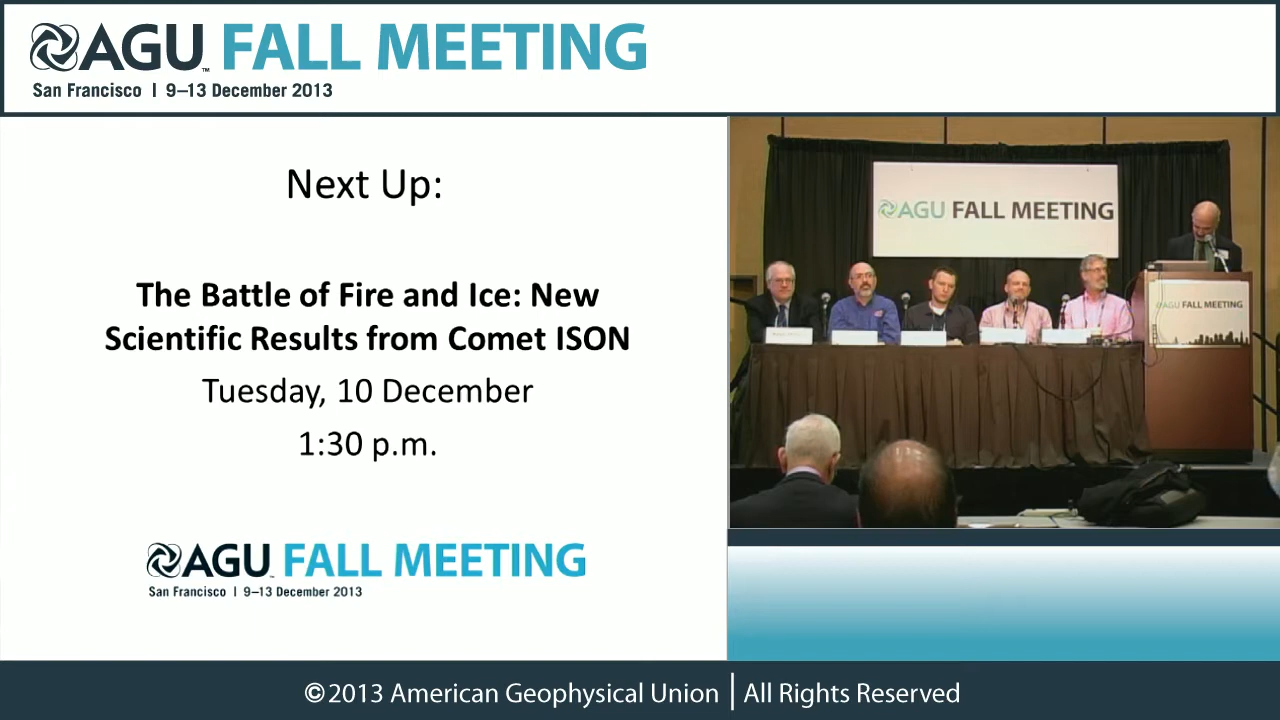 AGU™ FALL MEETING
San Francisco | 9–13 December 2013
Next Up:
The Battle of Fire and Ice: New
Scientific Results from Comet ISON
Tuesday, 10 December
1:30 p.m.
AGU™ FALL MEETING
San Francisco | 9–13 December 2013
AGU FALL MEETING
AGU FALL MEETING
©2013 American Geophysical Union | All Rights Reserved